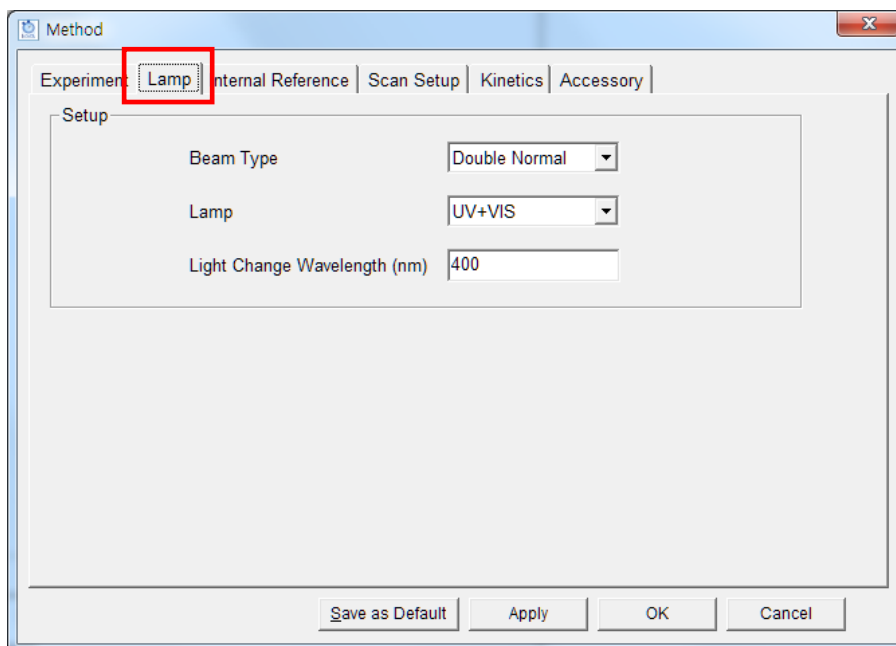 Method
Experiment Lamp Internal Reference Scan Setup Kinetics Accessory
Setup
Beam Type Double Normal
Lamp UV+VIS
Light Change Wavelength (nm) 400
Save as Default Apply OK Cancel